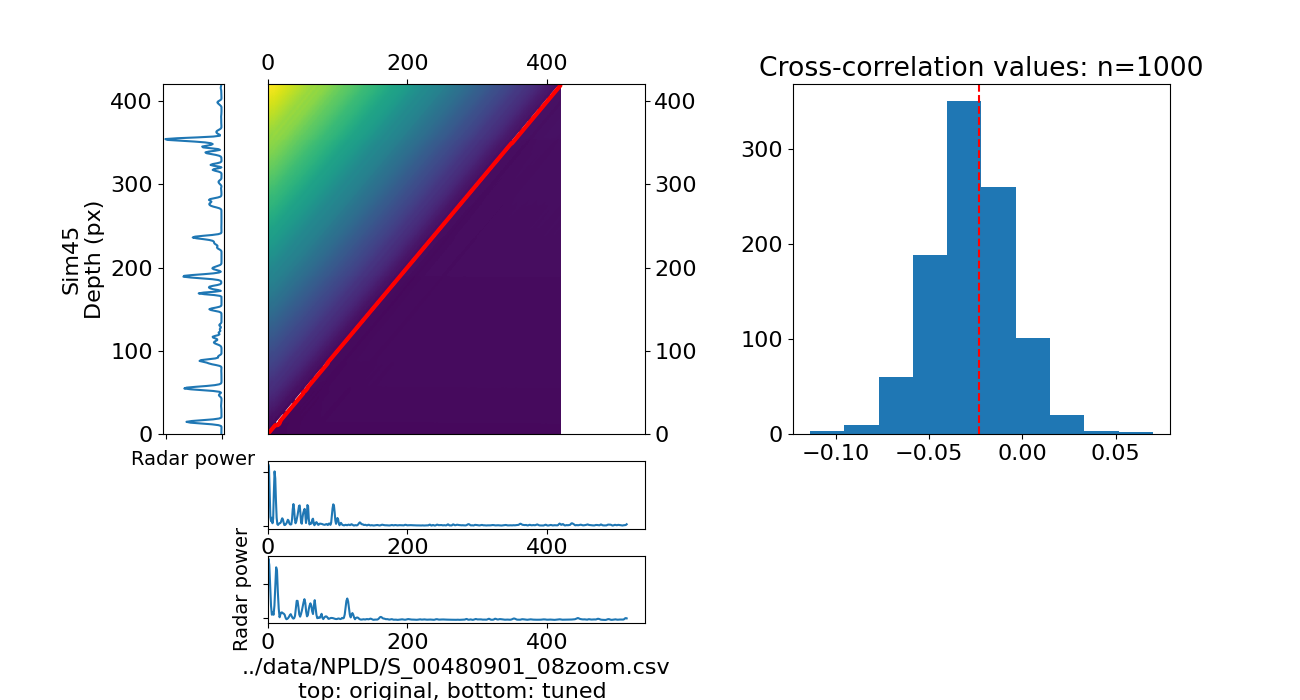 Cross-correlation values: n=1000
0 200 400
400
300
200
100
0
Sim45
Depth (px)
Radar power
400
300
200
100
0
300
200
100
0
−0.10 −0.05 0.00 0.05
0 200 400
Radar power
0 200 400
../data/NPLD/S_00480901_08zoom.csv
top: original, bottom: tuned